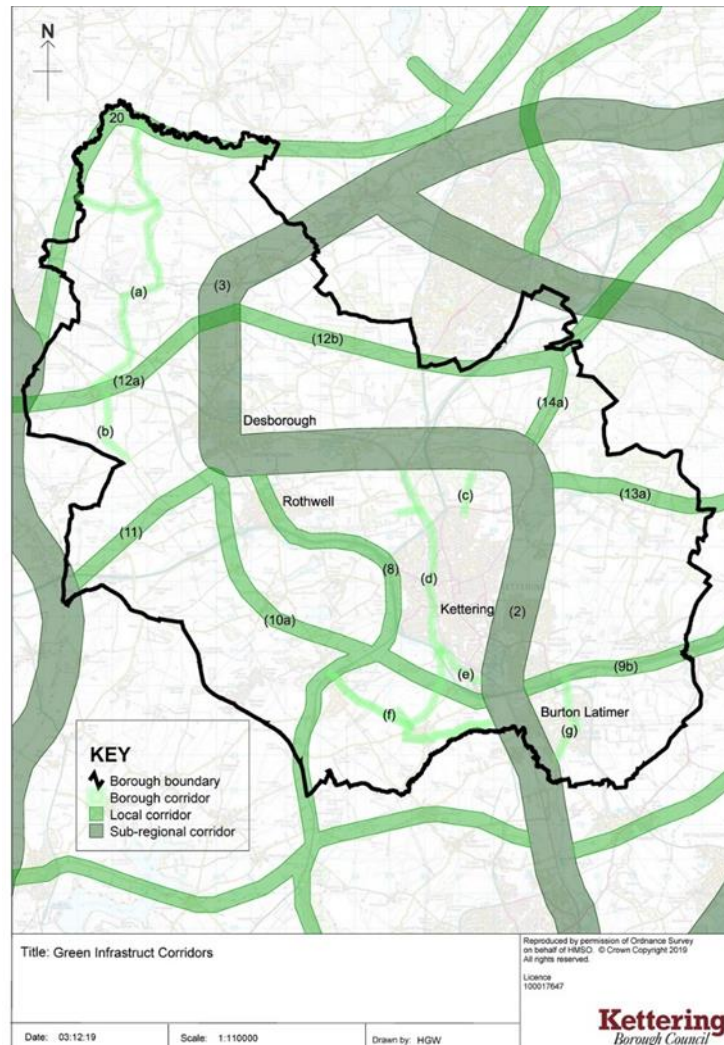 N
20
(a)
(3)
(12b)
(12a)
(14a)
Desborough
(b)
(c)
(13a)
Rothwell
(11)
(8)
(d)
Kettering
(2)
(10a)
(9b)
(e)
(f)
Burton Latimer
(g)
KEY
Borough boundary
Borough corridor
Local corridor
Sub-regional corridor
Title: Green Infrastruct Corridors
Reproduced by permission of Ordnance Survey
on behalf of HMSO. © Crown Copyright 2019
All rights reserved.
Licence
100017647
Kettering
Borough Council
Date: 03:12:19
Scale: 1:110000
Drawn by: HGW